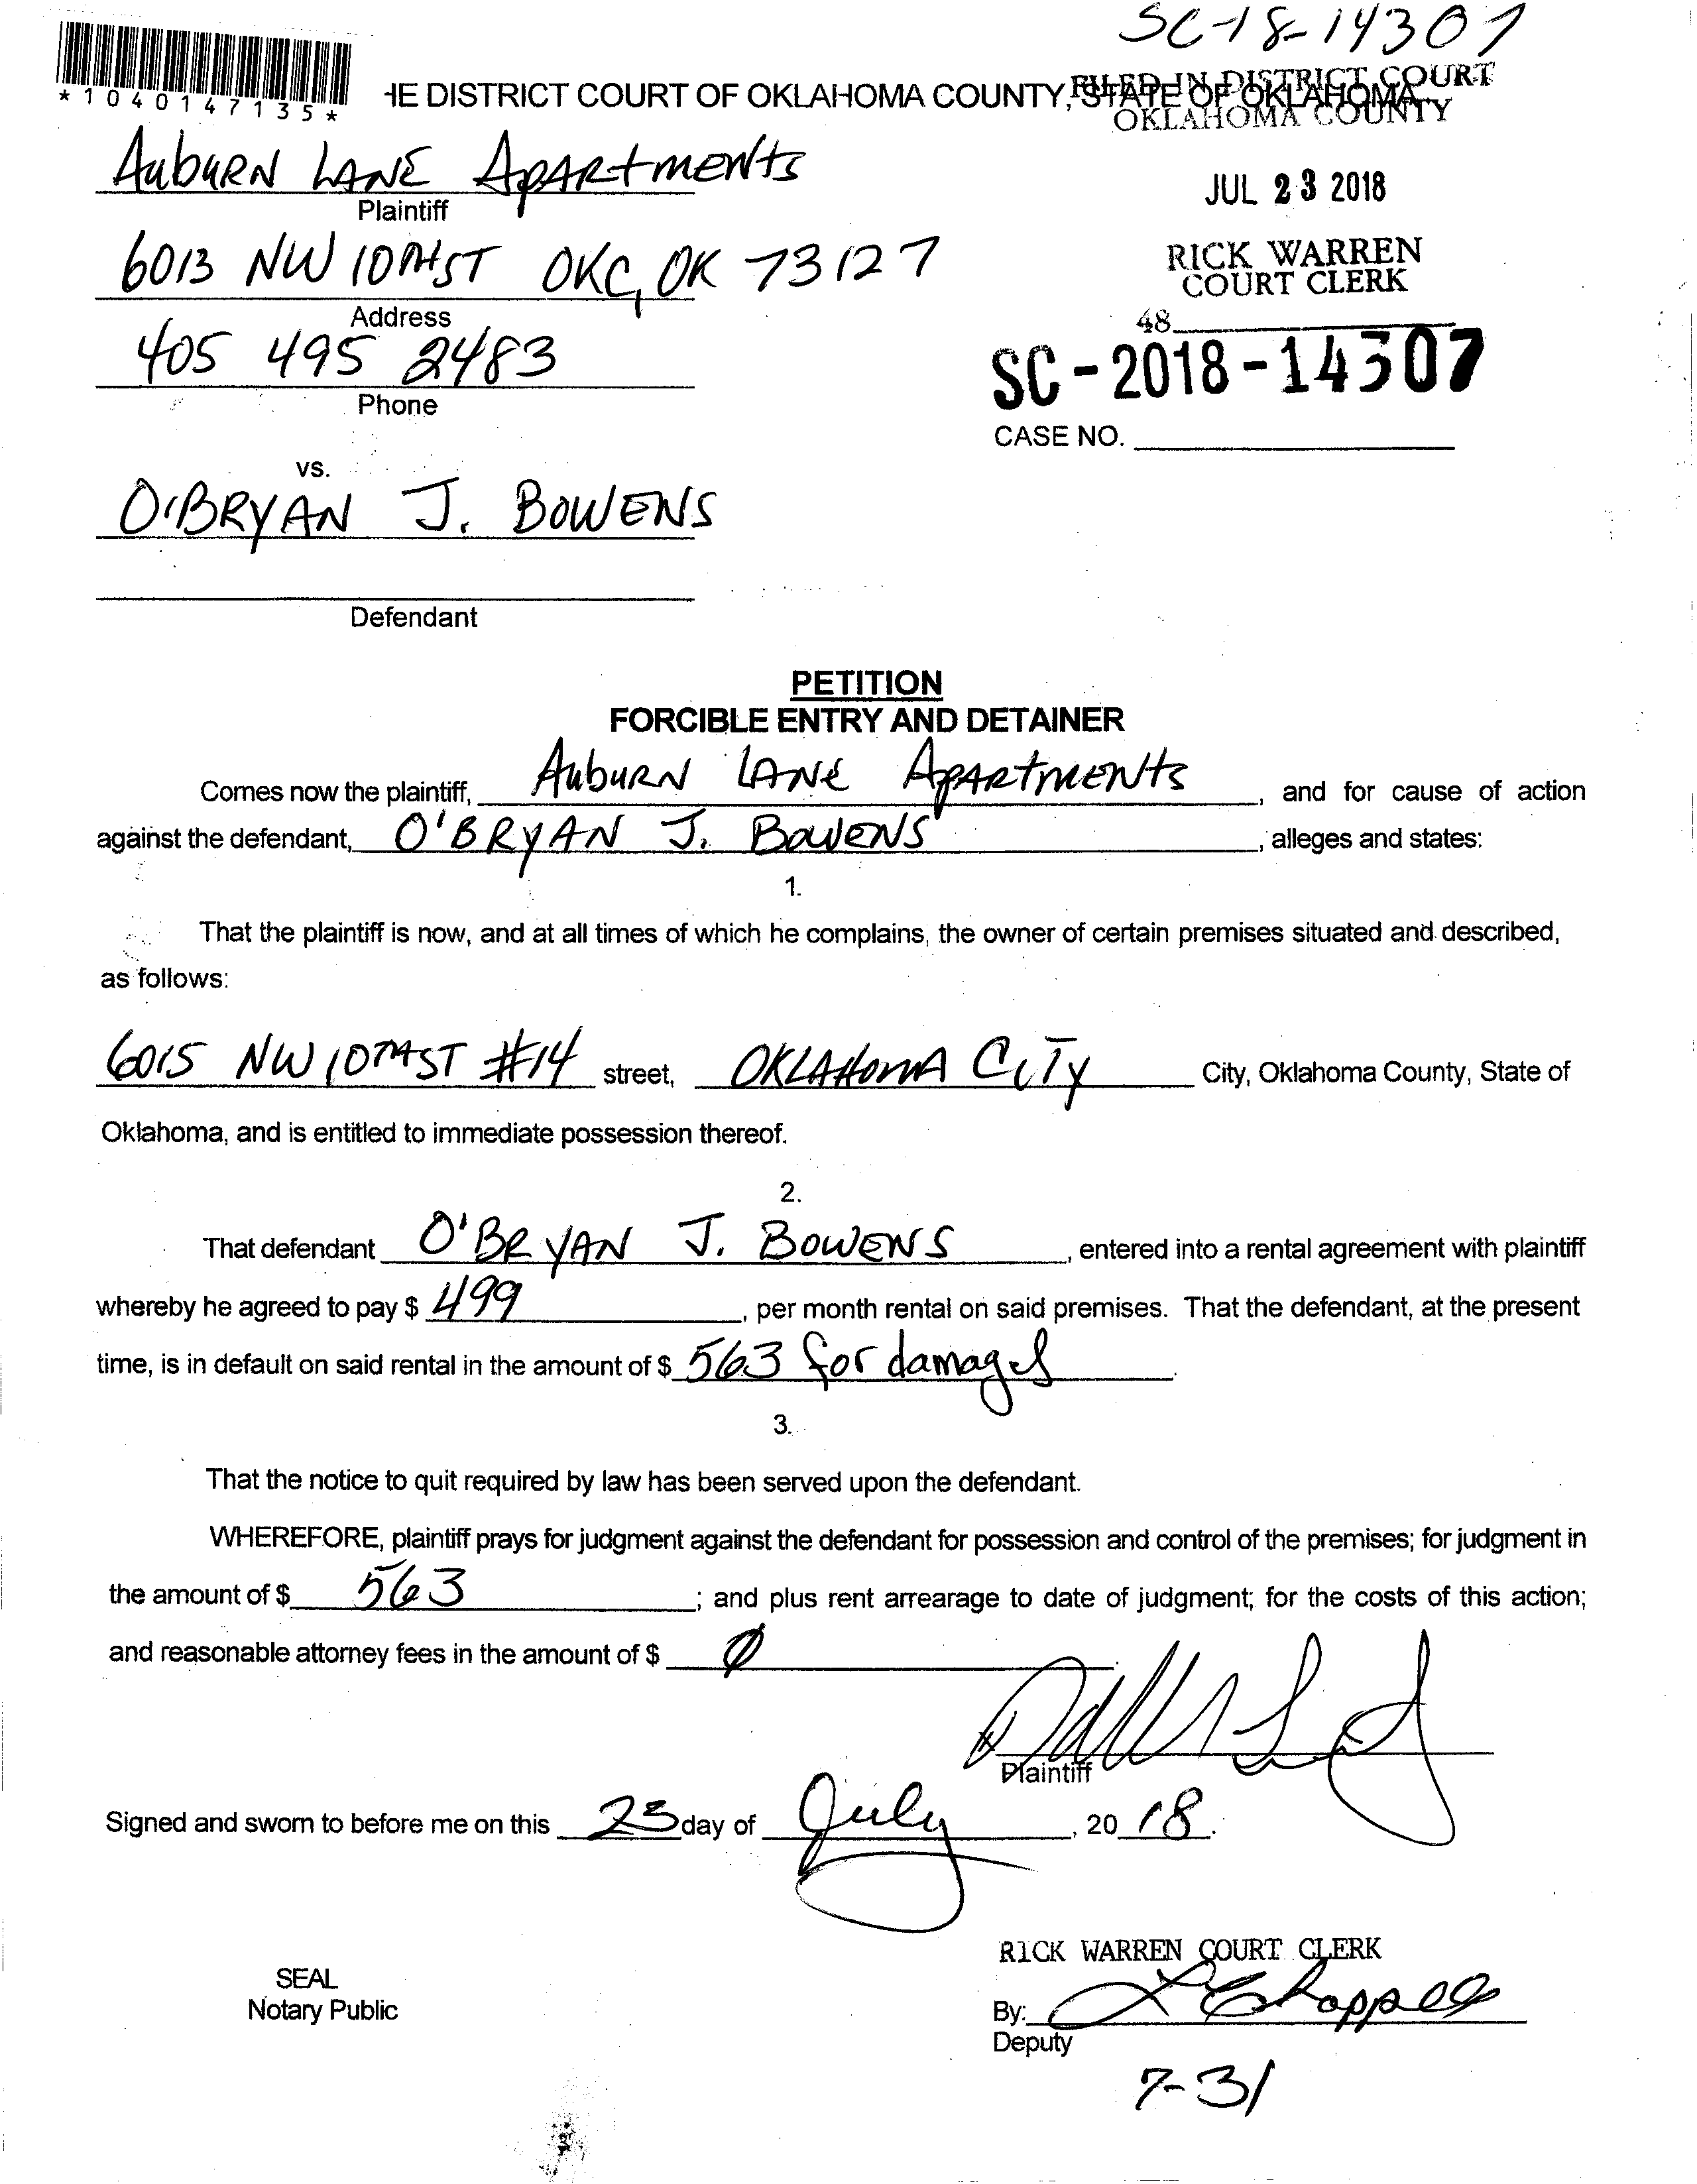 SC-18-14307
*1040147135*
HE DISTRICT COURT OF OKLAHOMA COUNTY, STATE OF OKLAHOMA
FILED IN DISTRICT COURT
OKLAHOMA COUNTY
AubURN LANE APARtMENtS
Plaintiff
JUL 23 2018
6013 NW 10TH ST OKC, OK 73127
Address
RICK WARREN
COURT CLERK
48
405 495 2483
Phone
SC-2018-14307
CASE NO.
vs.
O'BRYAN J. BOWENS
Defendant
PETITION
FORCIBLE ENTRY AND DETAINER
Comes now the plaintiff, AubURN LANE APARtMENtS, and for cause of action
against the defendant, O'BRYAN J. BOWENS, alleges and states:
1.
That the plaintiff is now, and at all times of which he complains, the owner of certain premises situated and described,
as follows:
6015 NW 10TH ST #14 street, OKLAHOMA CITY City, Oklahoma County, State of
Oklahoma, and is entitled to immediate possession thereof.
2.
That defendant O'BRYAN J. BOWENS, entered into a rental agreement with plaintiff
whereby he agreed to pay $ 499, per month rental on said premises. That the defendant, at the present
time, is in default on said rental in the amount of $ 563 for damages.
3.
That the notice to quit required by law has been served upon the defendant.
WHEREFORE, plaintiff prays for judgment against the defendant for possession and control of the premises; for judgment in
the amount of $ 563; and plus rent arrearage to date of judgment; for the costs of this action;
and reasonable attorney fees in the amount of $ Ø
Plaintiff
Signed and sworn to before me on this 23 day of July, 2018.
RICK WARREN COURT CLERK
SEAL
Notary Public
By: L Chappell
Deputy
7-31